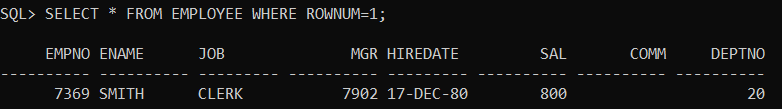 SQL> SELECT * FROM EMPLOYEE WHERE ROWNUM=1;
     EMPNO ENAME      JOB              MGR HIREDATE         SAL       COMM     DEPTNO
---------- ---------- --------- ---------- --------- ---------- ---------- ----------
      7369 SMITH      CLERK           7902 17-DEC-80        800                    20